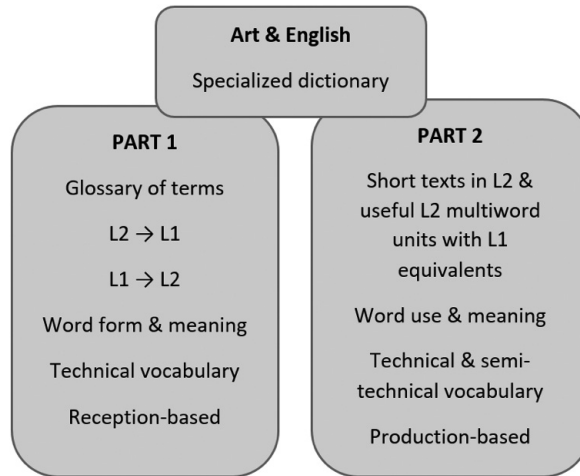 Art & English
Specialized dictionary
PART 1
Glossary of terms
L2 → L1
L1 → L2
Word form & meaning
Technical vocabulary
Reception-based
PART 2
Short texts in L2 &
useful L2 multiword
units with L1
equivalents
Word use & meaning
Technical & semi-
technical vocabulary
Production-based